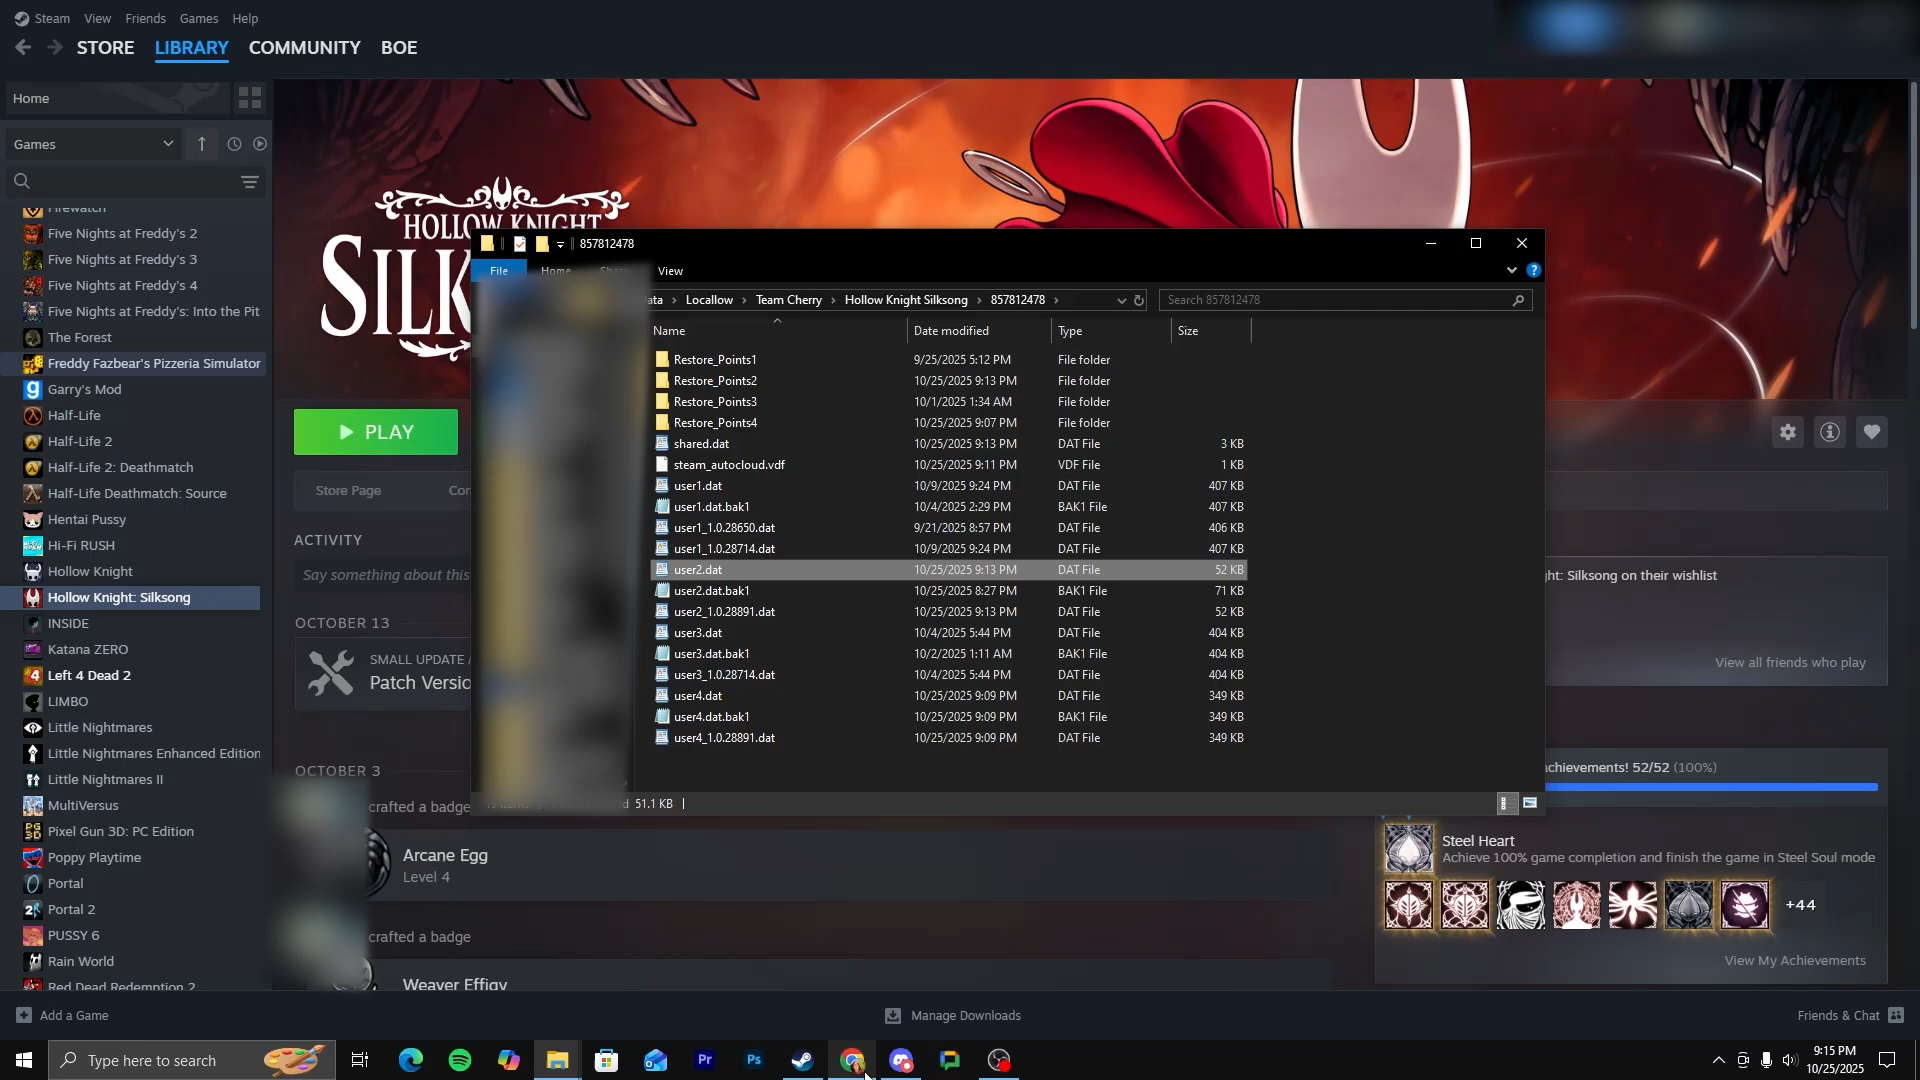 Steam View Friends Games Help
STORE LIBRARY COMMUNITY BOE
Home
Games
Firewatch
Five Nights at Freddy's 2
Five Nights at Freddy's 3
Five Nights at Freddy's 4
Five Nights at Freddy's: Into the Pit
The Forest
Freddy Fazbear's Pizzeria Simulator
Garry's Mod
Half-Life
Half-Life 2
Half-Life 2: Deathmatch
Half-Life Deathmatch: Source
Hentai Pussy
Hi-Fi RUSH
Hollow Knight
Hollow Knight: Silksong
INSIDE
Katana ZERO
Left 4 Dead 2
LIMBO
Little Nightmares
Little Nightmares Enhanced Edition
Little Nightmares II
MultiVersus
Pixel Gun 3D: PC Edition
Poppy Playtime
Portal
Portal 2
PUSSY 6
Rain World
Red Dead Redemption 2
Add a Game
HOLLOW KNIGHT
SILK
PLAY
Store Page
ACTIVITY
Say something about this
OCTOBER 13
SMALL UPDATE /
Patch Versio
OCTOBER 3
crafted a badge
Arcane Egg
Level 4
crafted a badge
Weaver Effigy
857812478
File Home Share View
ata > Locallow > Team Cherry > Hollow Knight Silksong > 857812478 >
Search 857812478
Name Date modified Type Size
Restore_Points1 9/25/2025 5:12 PM File folder
Restore_Points2 10/25/2025 9:13 PM File folder
Restore_Points3 10/1/2025 1:34 AM File folder
Restore_Points4 10/25/2025 9:07 PM File folder
shared.dat 10/25/2025 9:13 PM DAT File 3 KB
steam_autocloud.vdf 10/25/2025 9:11 PM VDF File 1 KB
user1.dat 10/9/2025 9:24 PM DAT File 407 KB
user1.dat.bak1 10/4/2025 2:29 PM BAK1 File 407 KB
user1_1.0.28650.dat 9/21/2025 8:57 PM DAT File 406 KB
user1_1.0.28714.dat 10/9/2025 9:24 PM DAT File 407 KB
user2.dat 10/25/2025 9:13 PM DAT File 52 KB
user2.dat.bak1 10/25/2025 8:27 PM BAK1 File 71 KB
user2_1.0.28891.dat 10/25/2025 9:13 PM DAT File 52 KB
user3.dat 10/4/2025 5:44 PM DAT File 404 KB
user3.dat.bak1 10/2/2025 1:11 AM BAK1 File 404 KB
user3_1.0.28714.dat 10/4/2025 5:44 PM DAT File 404 KB
user4.dat 10/25/2025 9:09 PM DAT File 349 KB
user4.dat.bak1 10/25/2025 9:09 PM BAK1 File 349 KB
user4_1.0.28891.dat 10/25/2025 9:09 PM DAT File 349 KB
51.1 KB
ht: Silksong on their wishlist
View all friends who play
chievements! 52/52 (100%)
Steel Heart
Achieve 100% game completion and finish the game in Steel Soul mode
+44
View My Achievements
Manage Downloads
Friends & Chat
Type here to search
9:15 PM
10/25/2025